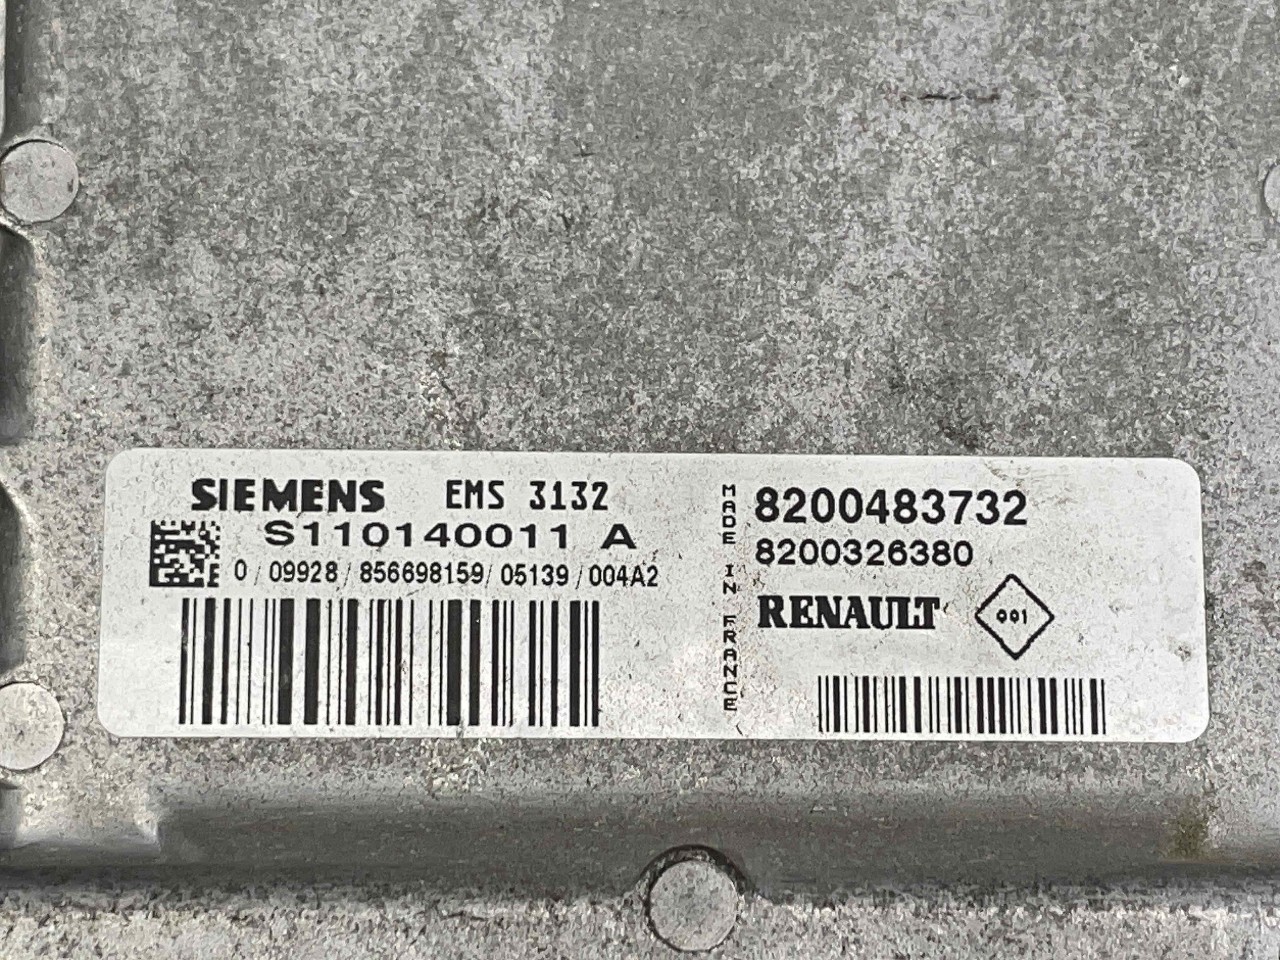 SIEMENS EMS 3132
S110140011 A
0 / 09928 / 856698159 / 05139 / 004A2
MADE IN FRANCE
8200483732
8200326380
RENAULT 001